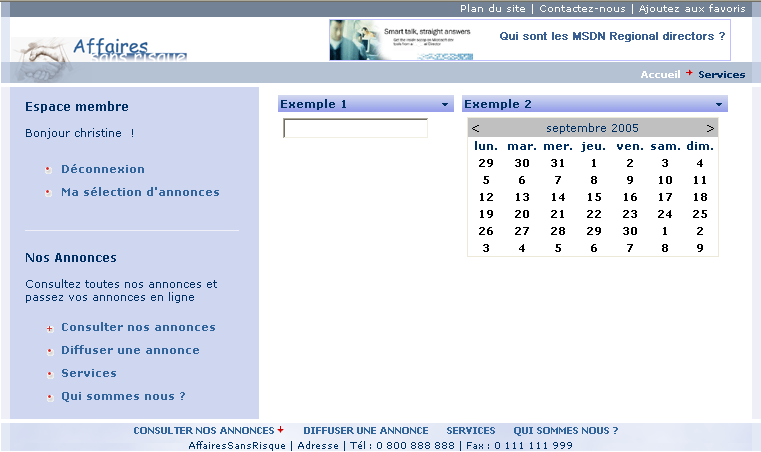 Plan du site | Contactez-nous | Ajoutez aux favoris
Affaires
sans risque
Smart talk, straight answers
Qui sont les MSDN Regional directors ?
Accueil Services
Espace membre
Bonjour christine !
Déconnexion
Ma sélection d'annonces
Nos Annonces
Consultez toutes nos annonces et
passez vos annonces en ligne
Consulter nos annonces
Diffuser une annonce
Services
Qui sommes nous ?
Exemple 1
Exemple 2
< septembre 2005 >
lun. mar. mer. jeu. ven. sam. dim.
29 30 31 1 2 3 4
5 6 7 8 9 10 11
12 13 14 15 16 17 18
19 20 21 22 23 24 25
26 27 28 29 30 1 2
3 4 5 6 7 8 9
CONSULTER NOS ANNONCES DIFFUSER UNE ANNONCE SERVICES QUI SOMMES NOUS ?
AffairesSansRisque | Adresse | Tél : 0 800 888 888 | Fax : 0 111 111 999